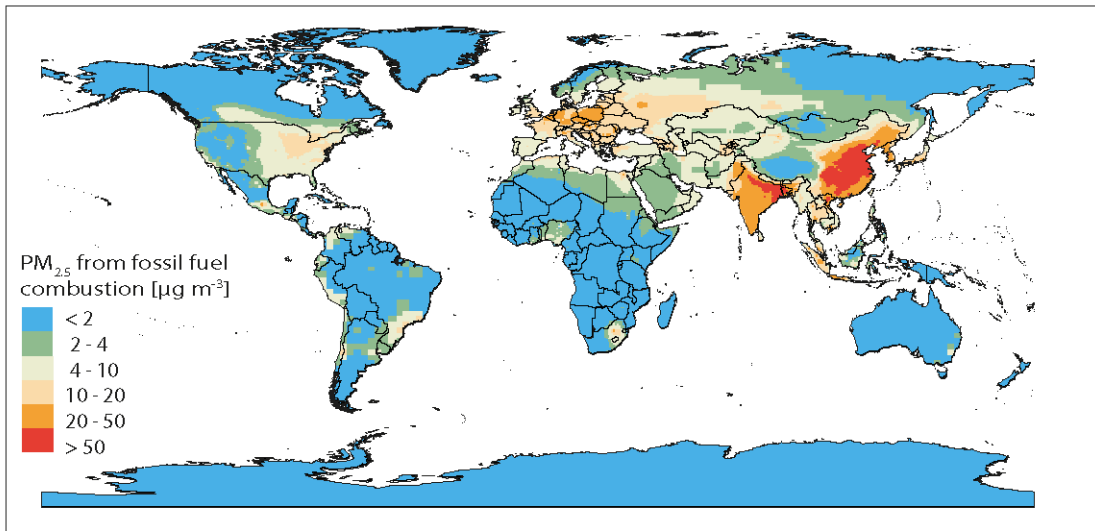 PM₂.₅ from fossil fuel
combustion [µg m⁻³]
< 2
2 - 4
4 - 10
10 - 20
20 - 50
> 50